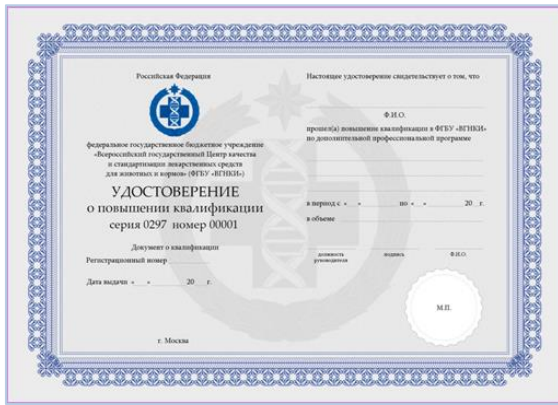 Российская Федерация
федеральное государственное бюджетное учреждение
«Всероссийский государственный Центр качества
и стандартизации лекарственных средств
для животных и кормов» (ФГБУ «ВГНКИ»)
УДОСТОВЕРЕНИЕ
о повышении квалификации
серия 0297 номер 00001
Документ о квалификации
Регистрационный номер
Дата выдачи « » 20 г.
г. Москва
Настоящее удостоверение свидетельствует о том, что
Ф.И.О.
прошел(а) повышение квалификации в ФГБУ «ВГНКИ»
по дополнительной профессиональной программе
в период с « » по « » 20 г.
в объеме
должность руководителя подпись Ф.И.О.
М.П.